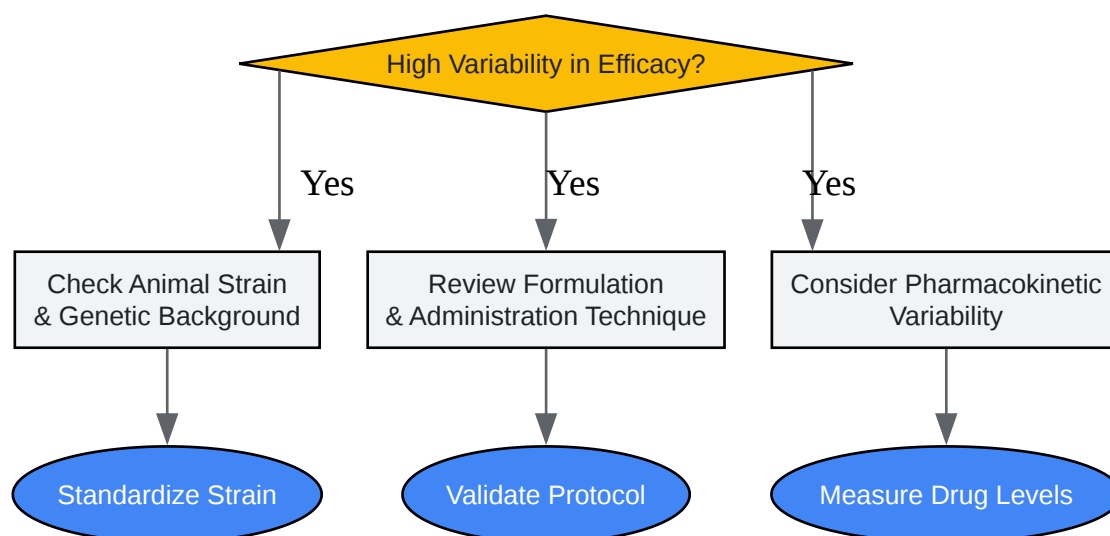 High Variability in Efficacy?
Yes
Yes
Yes
Check Animal Strain
& Genetic Background
Review Formulation
& Administration Technique
Consider Pharmacokinetic
Variability
Standardize Strain
Validate Protocol
Measure Drug Levels